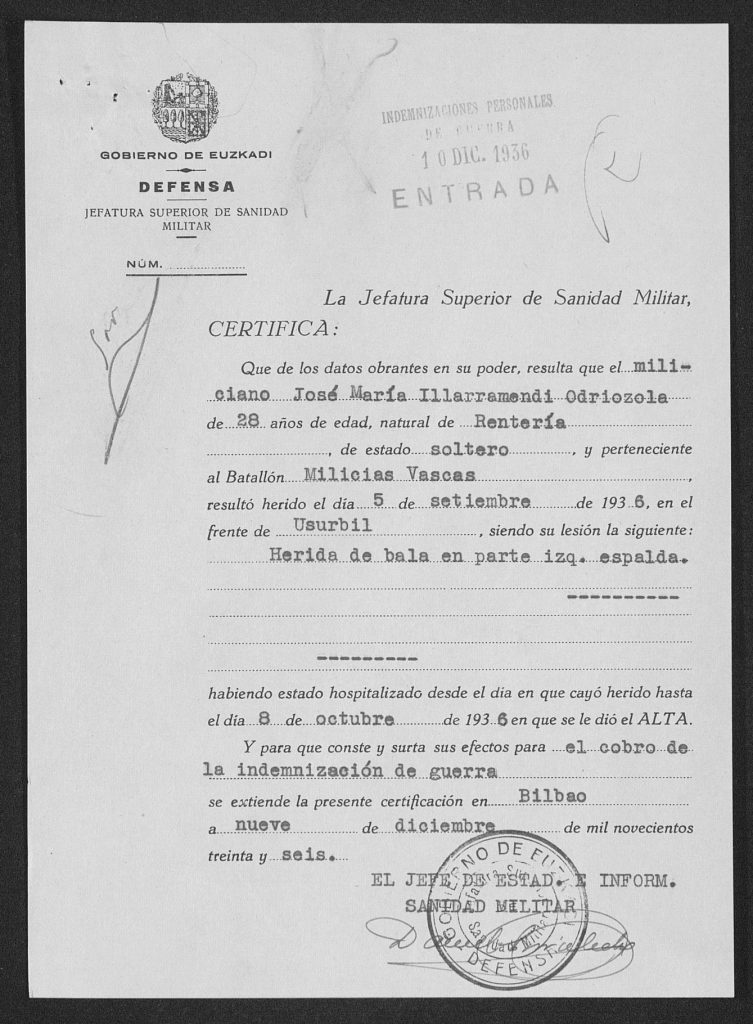 GOBIERNO DE EUZKADI
DEFENSA
JEFATURA SUPERIOR DE SANIDAD
MILITAR
NÚM.
INDEMNIZACIONES PERSONALES
DE GUERRA
10 DIC. 1936
ENTRADA
La Jefatura Superior de Sanidad Militar,
CERTIFICA:
Que de los datos obrantes en su poder, resulta que el mili-
ciano José María Illarramendi Odriozola
de 28 años de edad, natural de Rentería
, de estado soltero, y perteneciente
al Batallón Milicias Vascas,
resultó herido el día 5 de setiembre de 1936, en el
frente de Usurbil, siendo su lesión la siguiente:
Herida de bala en parte izq. espalda.
----------
---------
habiendo estado hospitalizado desde el día en que cayó herido hasta
el día 8 de octubre de 1936 en que se le dió el ALTA.
Y para que conste y surta sus efectos para el cobro de
la indemnización de guerra
se extiende la presente certificación en Bilbao
a nueve de diciembre de mil novecientos
treinta y seis.
EL JEFE DE ESTAD. E INFORM.
SANIDAD MILITAR
GOBIERNO DE EUZKADI
DEFENSA